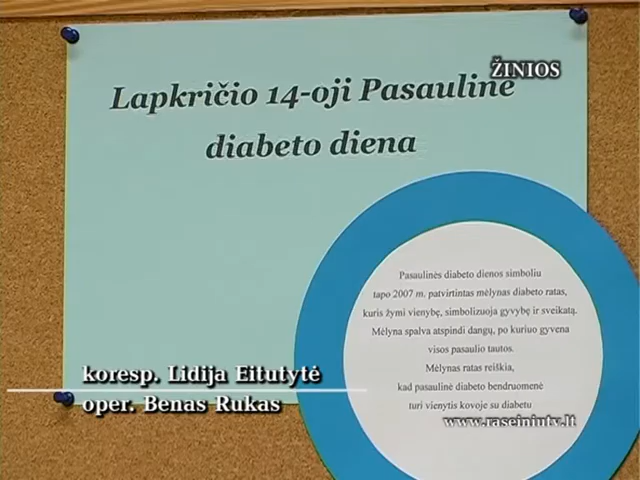 ŽINIOS
Lapkričio 14-oji Pasaulinė
diabeto diena
Pasaulinės diabeto dienos simboliu
tapo 2007 m. patvirtintas mėlynas diabeto ratas,
kuris žymi vienybę, simbolizuoja gyvybę ir sveikatą.
Mėlyna spalva atspindi dangų, po kuriuo gyvena
visos pasaulio tautos.
Mėlynas ratas reiškia,
kad pasaulinė diabeto bendruomenė
turi vienytis kovoje su diabetu
koresp. Lidija Eitutytė
oper. Benas Rukas
www.raseiniutv.lt